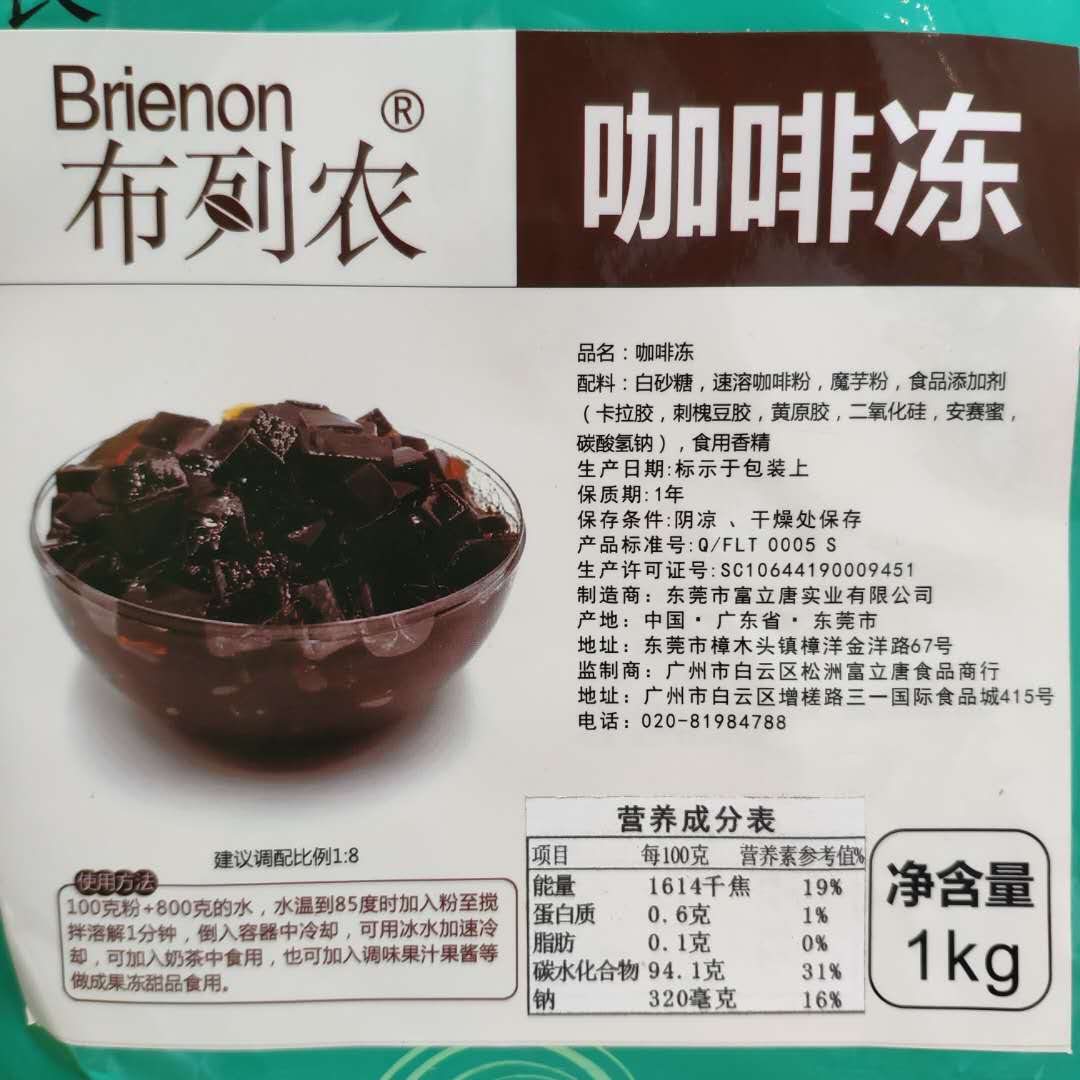 Brienon
®
布列农
咖啡冻
品名：咖啡冻
配料：白砂糖，速溶咖啡粉，魔芋粉，食品添加剂
（卡拉胶，刺槐豆胶，黄原胶，二氧化硅，安赛蜜，
碳酸氢钠），食用香精
生产日期:标示于包装上
保质期:1年
保存条件:阴凉 、干燥处保存
产品标准号:Q/FLT 0005 S
生产许可证号:SC10644190009451
制造商：东莞市富立唐实业有限公司
产地：中国·广东省·东莞市
地址：东莞市樟木头镇樟洋金洋路67号
监制商：广州市白云区松洲富立唐食品商行
地址：广州市白云区增槎路三一国际食品城415号
电话：020-81984788
建议调配比例1:8
使用方法
100克粉+800克的水，水温到85度时加入粉至搅
拌溶解1分钟，倒入容器中冷却，可用冰水加速冷
却，可加入奶茶中食用，也可加入调味果汁果酱等
做成果冻甜品食用。
营养成分表
项目 每100克 营养素参考值%
能量 1614千焦 19%
蛋白质 0.6克 1%
脂肪 0.1克 0%
碳水化合物 94.1克 31%
钠 320毫克 16%
净含量
1kg